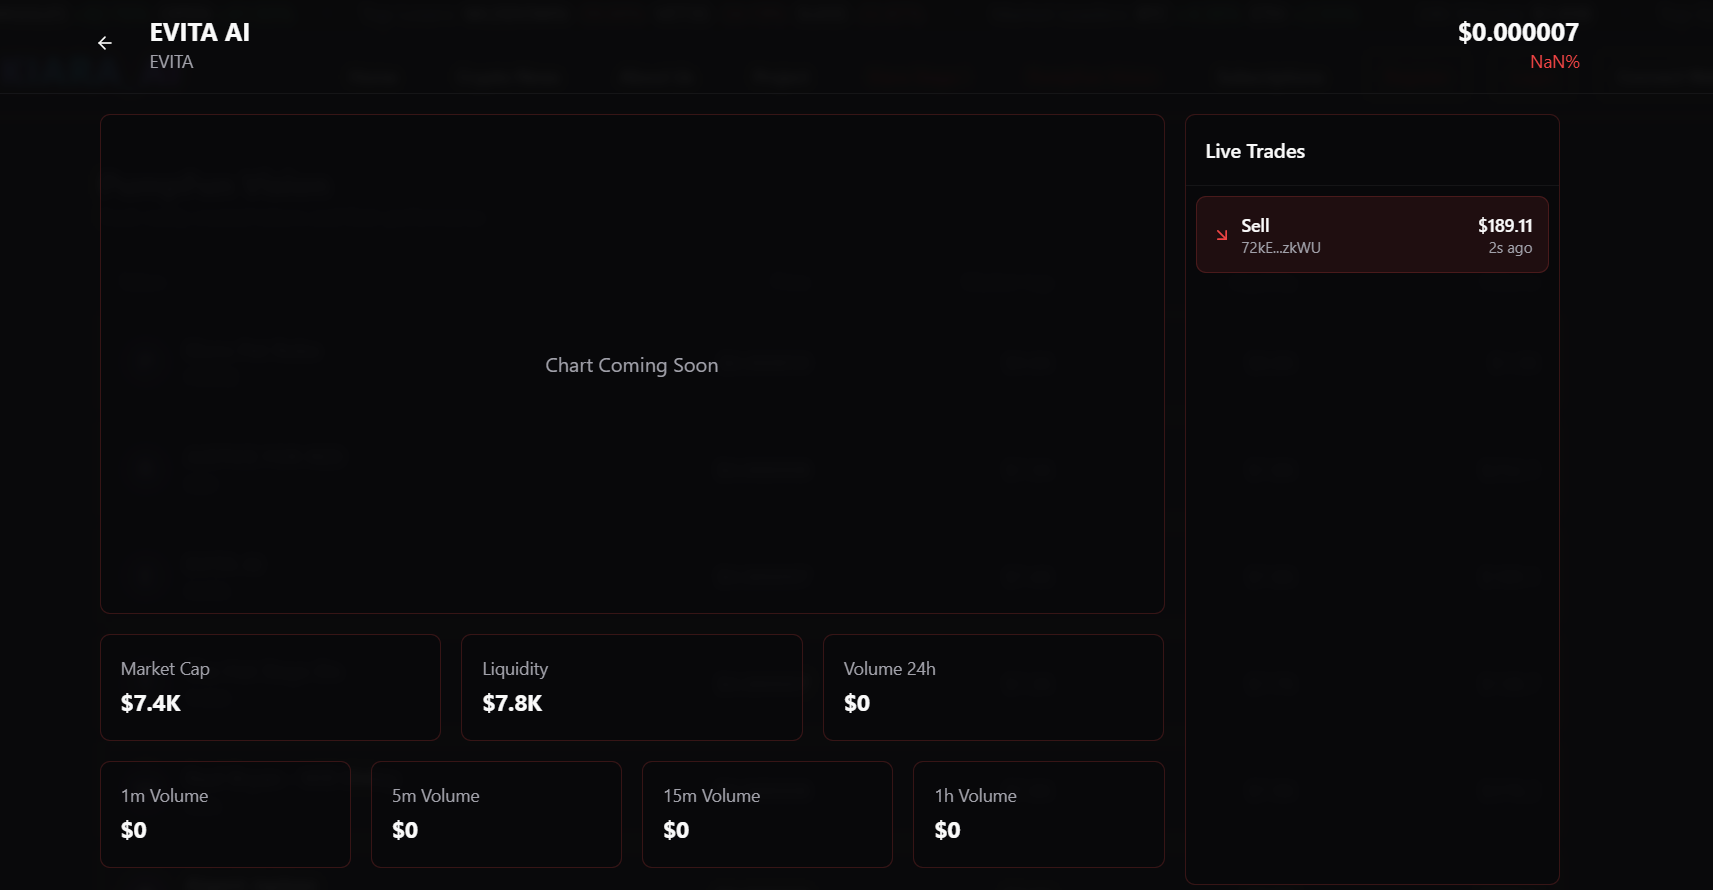 EVITA AI
EVITA
$0.000007
NaN%
Chart Coming Soon
Live Trades
Sell
$189.11
72kE...zkWU
2s ago
Market Cap
$7.4K
Liquidity
$7.8K
Volume 24h
$0
1m Volume
$0
5m Volume
$0
15m Volume
$0
1h Volume
$0